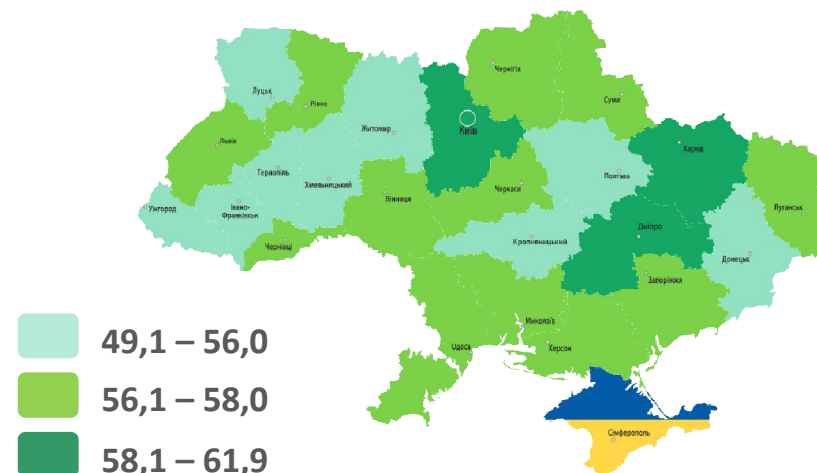 Чернігів
Луцьк
Рівне
Суми
Житомир
Київ
Львів
Харків
Тернопіль
Хмельницький
Полтава
Черкаси
Вінниця
Ужгород
Івано-
Франківськ
Луганськ
Дніпро
Чернівці
Кропивницький
Донецьк
Запоріжжя
Миколаїв
Одеса
Херсон
Сімферополь
49,1 – 56,0
56,1 – 58,0
58,1 – 61,9